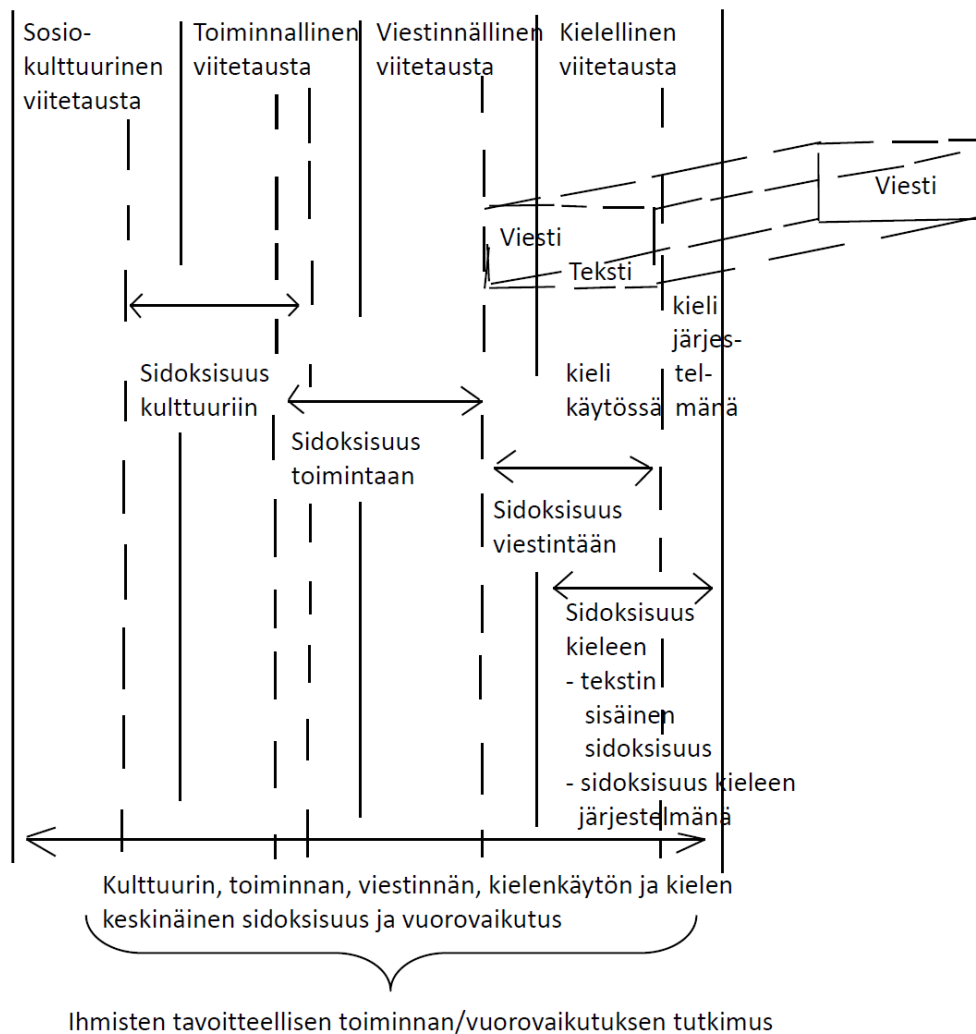 Sosio-
kulttuurinen
viitetausta
Toiminnallinen
viitetausta
Viestinnällinen
viitetausta
Kielellinen
viitetausta
Viesti
Viesti
Teksti
kieli
järjes-
tel-
mänä
kieli
käytössä
Sidoksisuus
kulttuuriin
Sidoksisuus
toimintaan
Sidoksisuus
viestintään
Sidoksisuus
kieleen
- tekstin
sisäinen
sidoksisuus
- sidoksisuus kieleen
järjestelmänä
Kulttuurin, toiminnan, viestinnän, kielenkäytön ja kielen
keskinäinen sidoksisuus ja vuorovaikutus
Ihmisten tavoitteellisen toiminnan/vuorovaikutuksen tutkimus